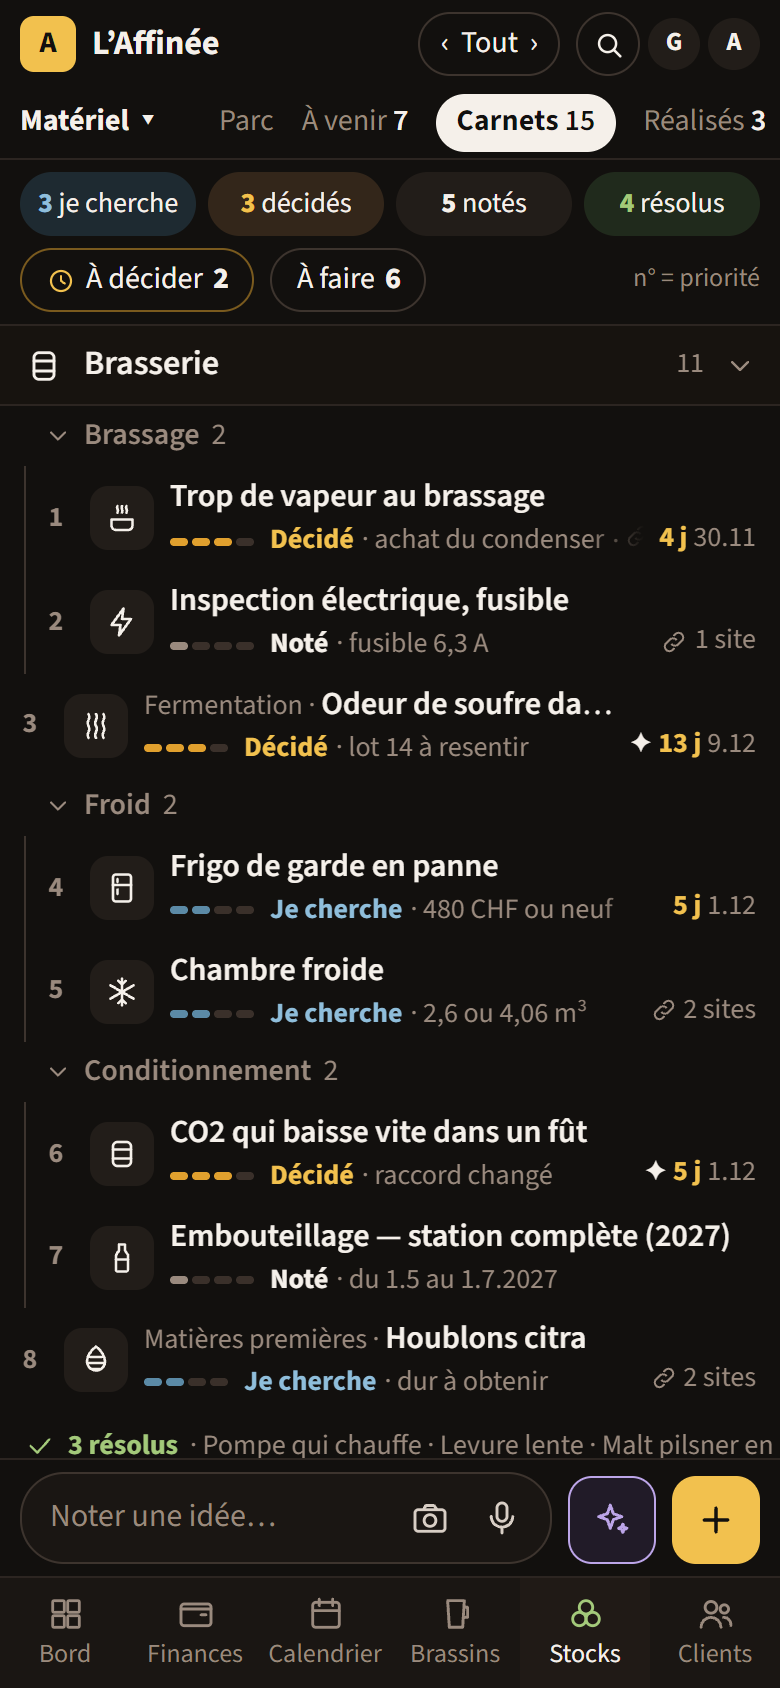 A L’Affinée ‹ Tout › G A
Matériel ▼ Parc À venir 7 Carnets 15 Réalisés 3
3 je cherche 3 décidés 5 notés 4 résolus
À décider 2 À faire 6 n° = priorité
Brasserie 11
Brassage 2
1 Trop de vapeur au brassage
Décidé · achat du condenser · 4 j 30.11
2 Inspection électrique, fusible
Noté · fusible 6,3 A 1 site
3 Fermentation · Odeur de soufre da…
Décidé · lot 14 à resentir ✦ 13 j 9.12
Froid 2
4 Frigo de garde en panne
Je cherche · 480 CHF ou neuf 5 j 1.12
5 Chambre froide
Je cherche · 2,6 ou 4,06 m³ 2 sites
Conditionnement 2
6 CO2 qui baisse vite dans un fût
Décidé · raccord changé ✦ 5 j 1.12
7 Embouteillage — station complète (2027)
Noté · du 1.5 au 1.7.2027
8 Matières premières · Houblons citra
Je cherche · dur à obtenir 2 sites
3 résolus · Pompe qui chauffe · Levure lente · Malt pilsner en
Noter une idée…
Bord Finances Calendrier Brassins Stocks Clients